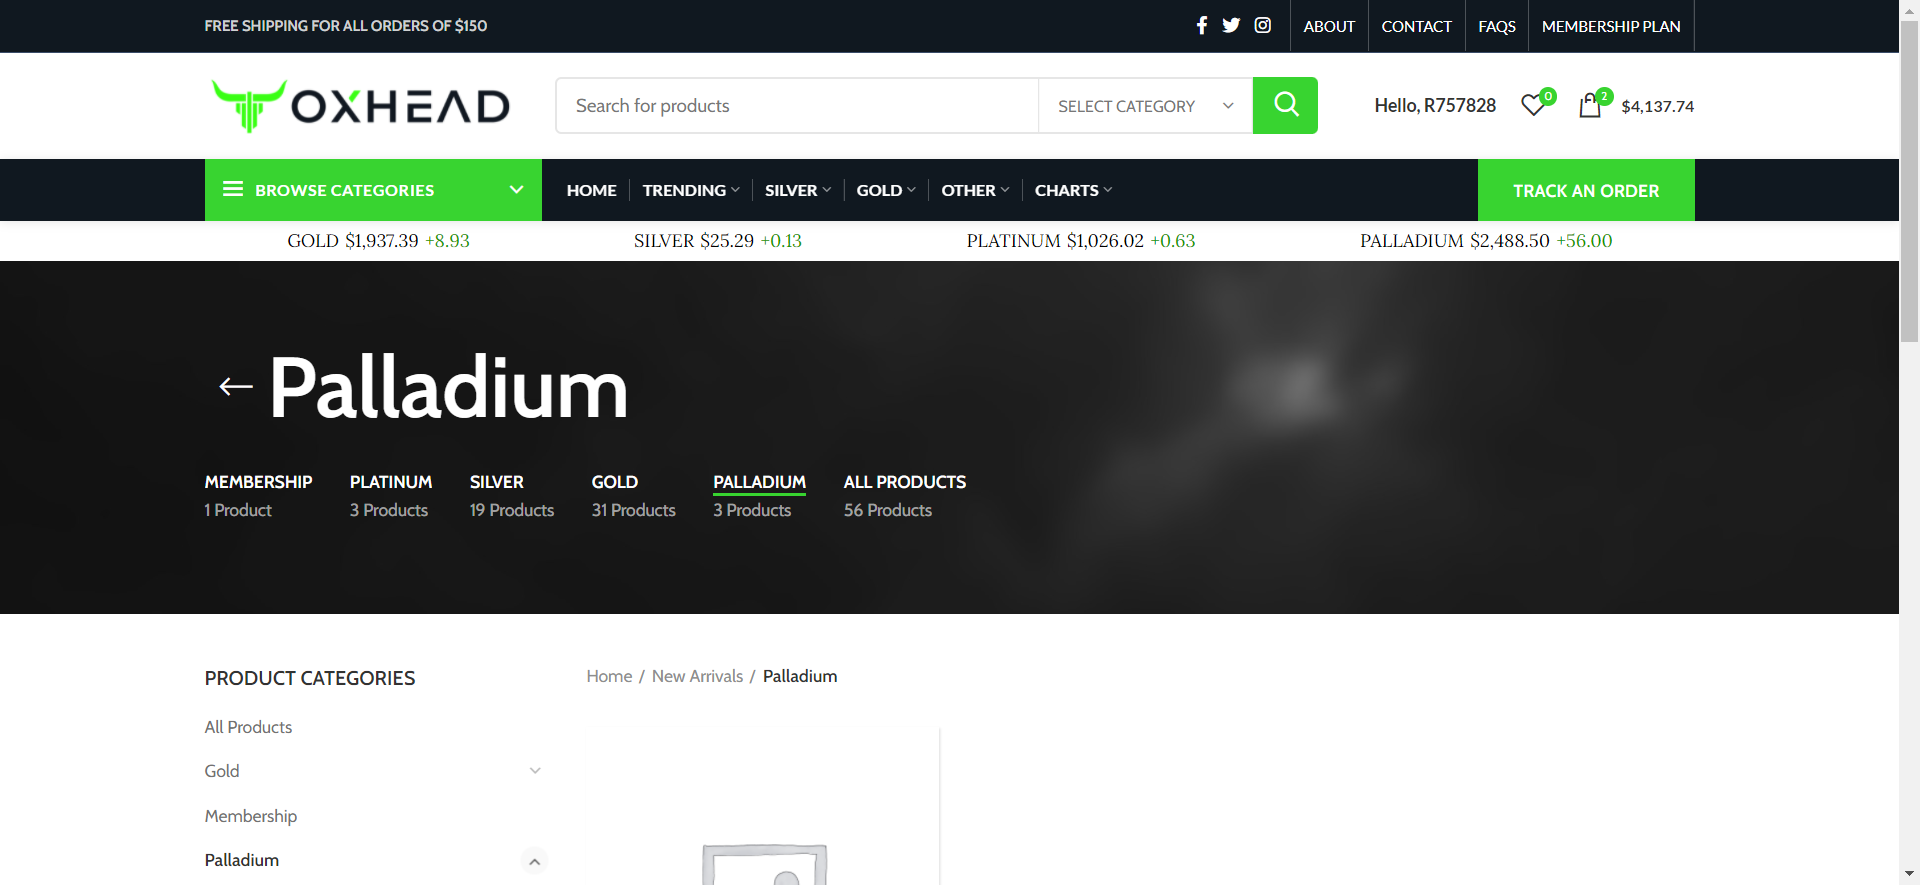 FREE SHIPPING FOR ALL ORDERS OF $150
ABOUT
CONTACT
FAQS
MEMBERSHIP PLAN
OXHEAD
Search for products
SELECT CATEGORY
Hello, R757828
0
2
$4,137.74
BROWSE CATEGORIES
HOME
TRENDING
SILVER
GOLD
OTHER
CHARTS
TRACK AN ORDER
GOLD $1,937.39 +8.93
SILVER $25.29 +0.13
PLATINUM $1,026.02 +0.63
PALLADIUM $2,488.50 +56.00
Palladium
MEMBERSHIP
1 Product
PLATINUM
3 Products
SILVER
19 Products
GOLD
31 Products
PALLADIUM
3 Products
ALL PRODUCTS
56 Products
PRODUCT CATEGORIES
All Products
Gold
Membership
Palladium
Home / New Arrivals / Palladium